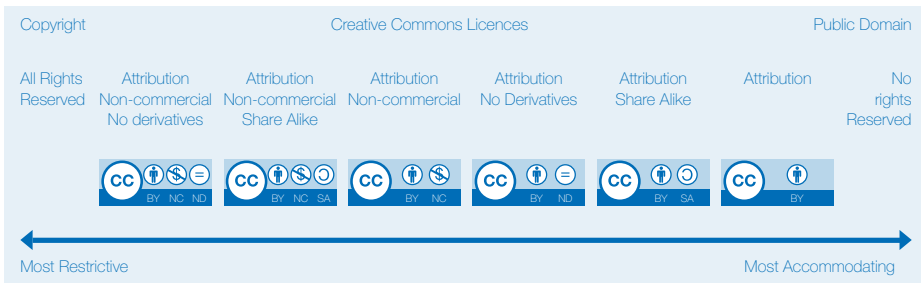 Copyright Creative Commons Licences Public Domain
All Rights Attribution Attribution Attribution Attribution Attribution Attribution No
Reserved Non-commercial Non-commercial Non-commercial No Derivatives Share Alike rights
No derivatives Share Alike Reserved
CC $ = CC $ CC $ CC = CC CC
BY NC ND BY NC SA BY NC BY ND BY SA BY
Most Restrictive Most Accommodating